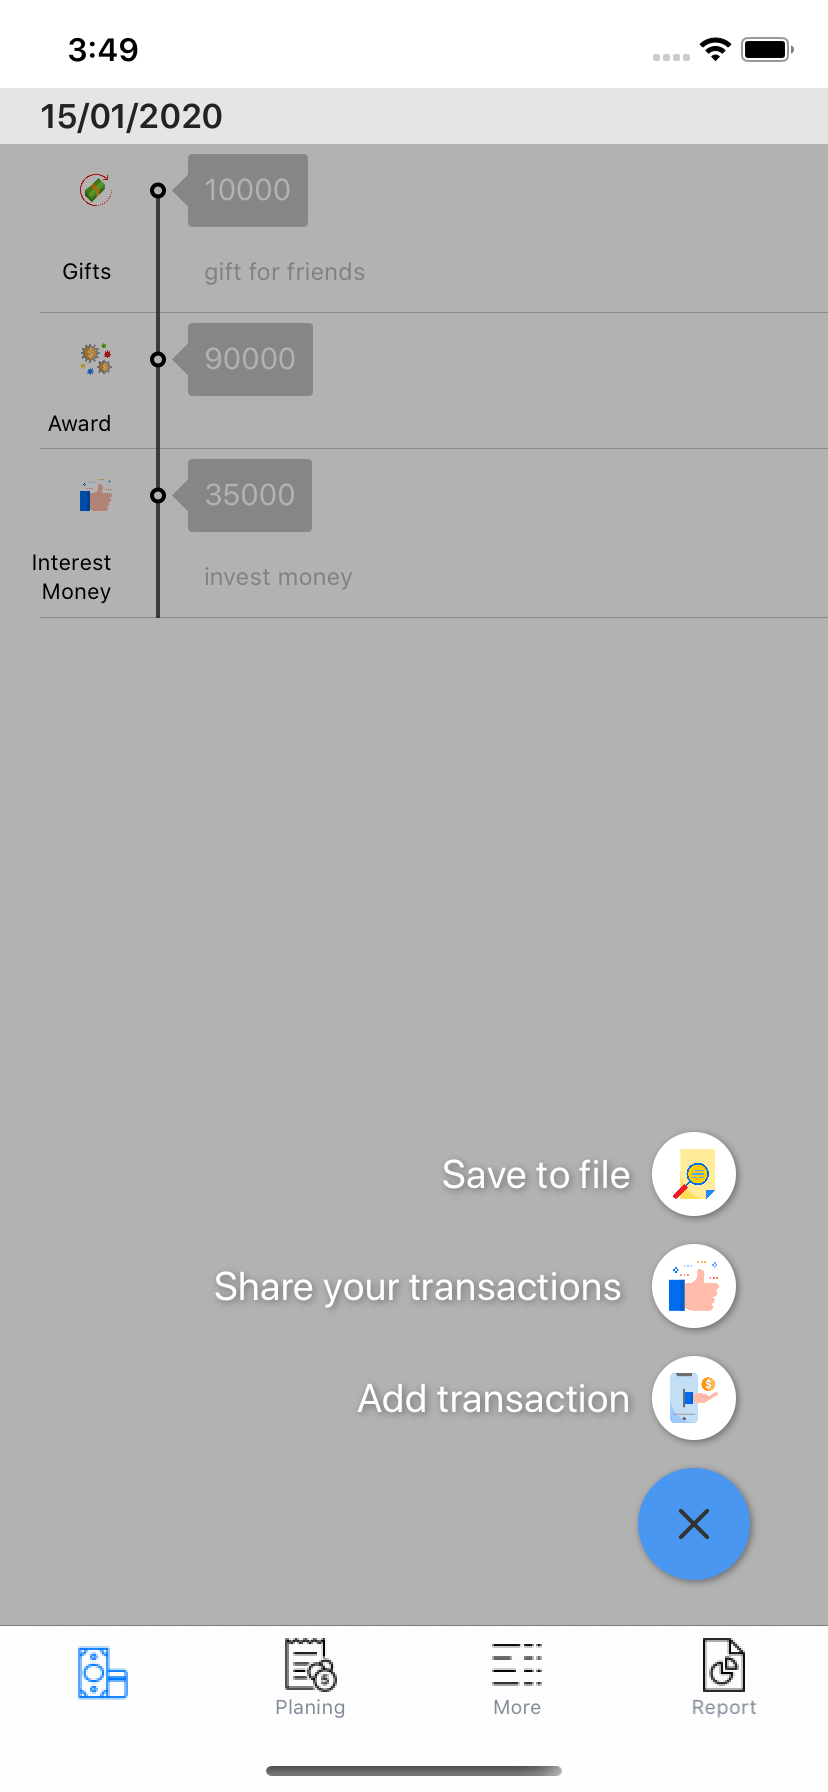 3:49
15/01/2020
10000
Gifts
gift for friends
90000
Award
35000
Interest
Money
invest money
Save to file
Share your transactions
Add transaction
Planing
More
Report